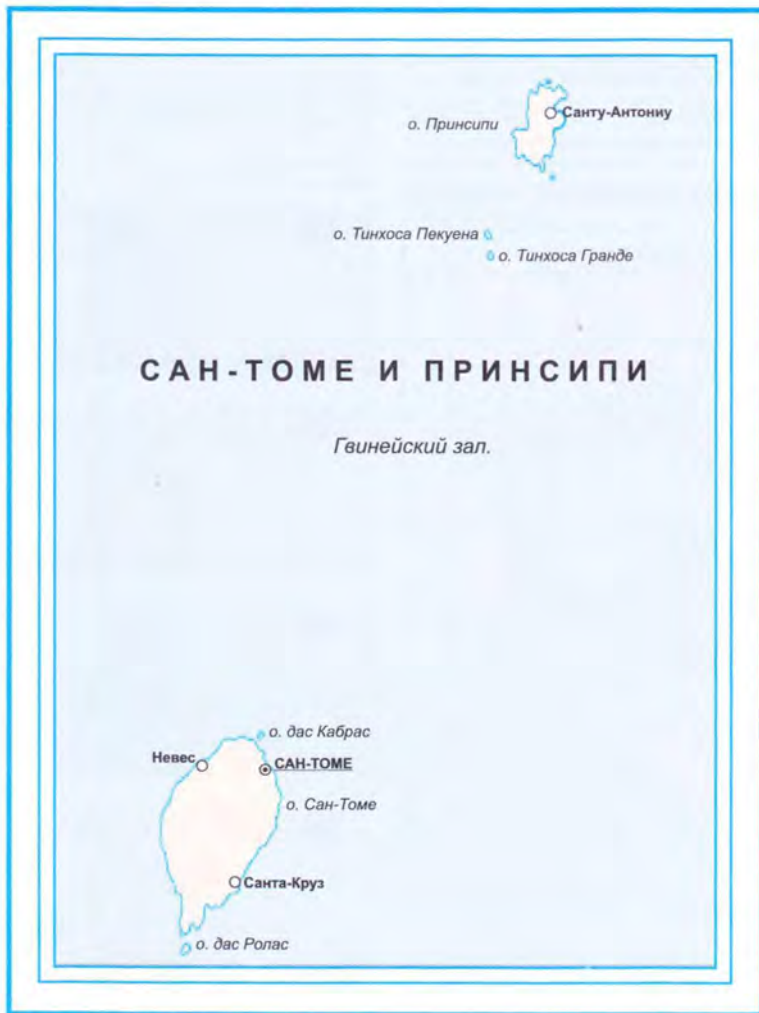 о. Принсипи
Санту-Антониу
о. Тинхоса Пекуена
о. Тинхоса Гранде
САН-ТОМЕ И ПРИНСИПИ
Гвинейский зал.
о. дас Кабрас
Невес
САН-ТОМЕ
о. Сан-Томе
Санта-Круз
о. дас Ролас